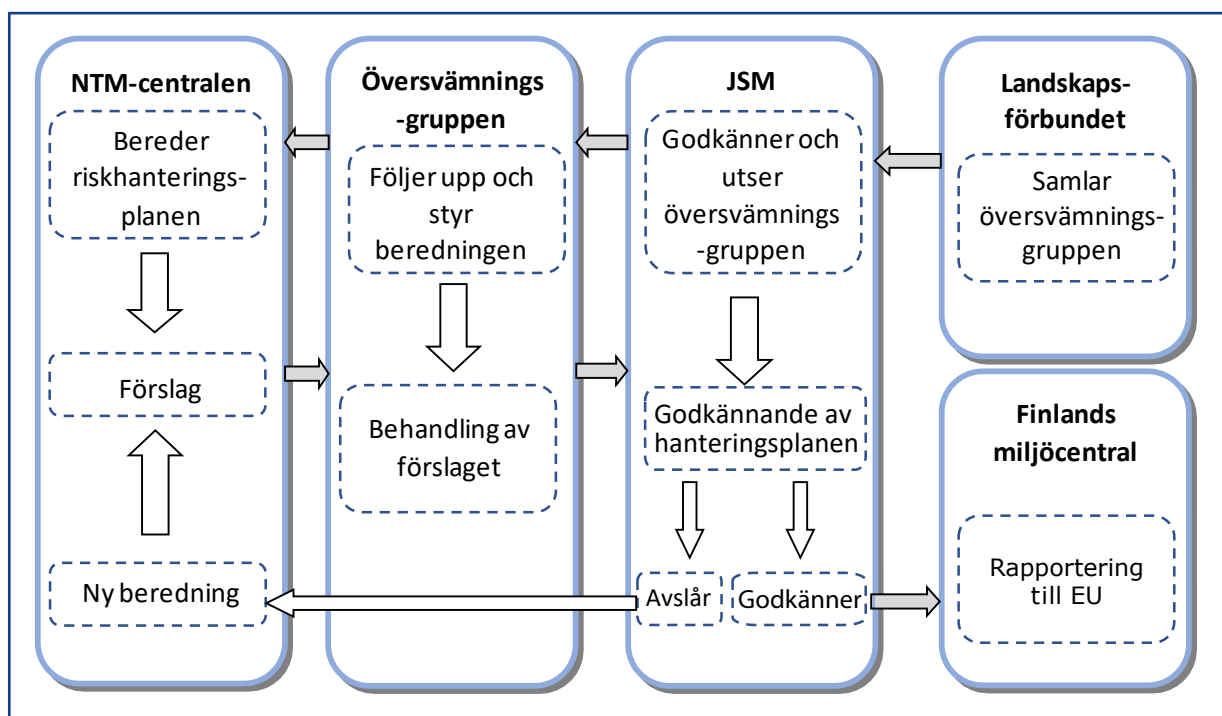 NTM-centralen
Bereder
riskhanterings-
planen
Förslag
Ny beredning
Översvämnings
-gruppen
Följer upp och
styr
beredningen
Behandling av
förslaget
JSM
Godkänner och
utser
översvämnings
-gruppen
Godkännande av
hanteringsplanen
Avslår
Godkänner
Landskaps-
förbundet
Samlar
översvämnings-
gruppen
Finlands
miljöcentral
Rapportering
till EU